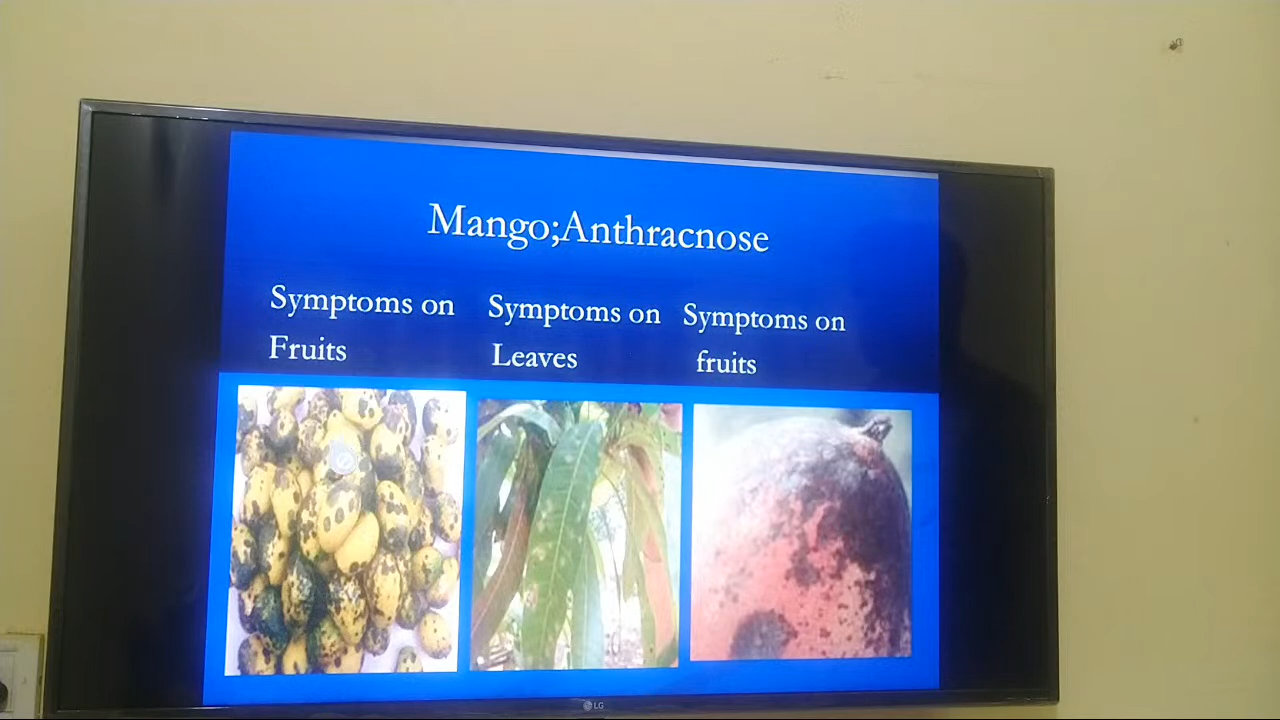 Mango;Anthracnose
Symptoms on
Fruits
Symptoms on
Leaves
Symptoms on
fruits
LG